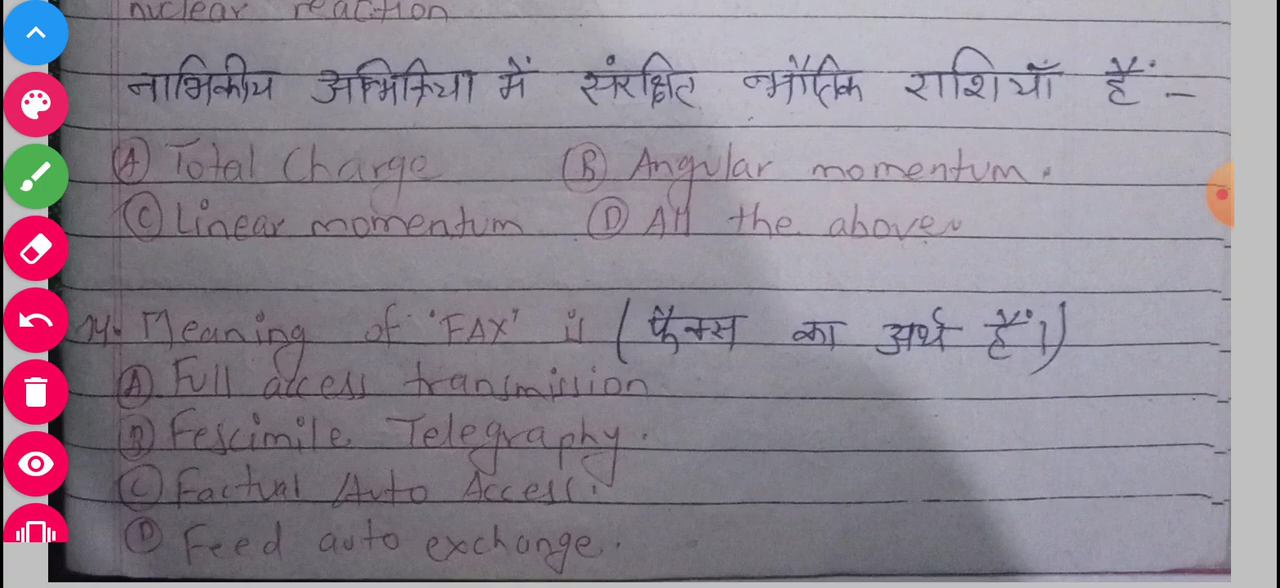 nuclear reaction
नाभिकीय अभिक्रिया में संरक्षित भौतिक राशियाँ हैं -
(A) Total Charge (B) Angular momentum.
(C) Linear momentum (D) All the above
14. Meaning of 'FAX' is (फैक्स का अर्थ हैं।)
(A) Full access transmission
(B) Fescimile Telegraphy.
(C) Factual Auto Access.
(D) Feed auto exchange.